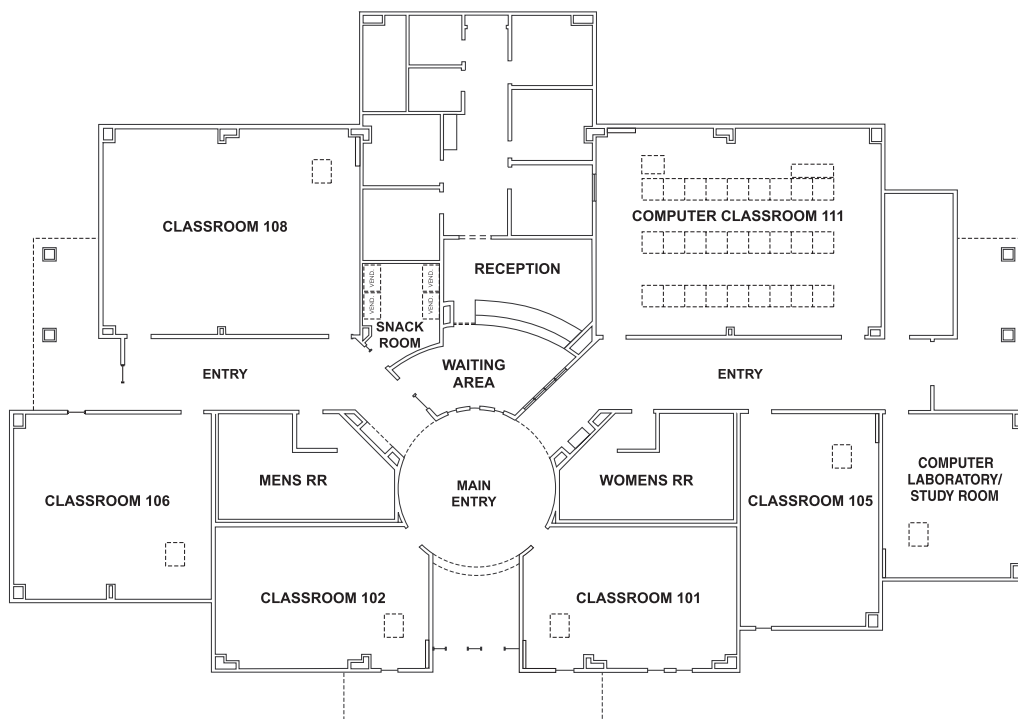 CLASSROOM 108
COMPUTER CLASSROOM 111
RECEPTION
VEND.
VEND.
VEND.
VEND.
SNACK
ROOM
WAITING
AREA
ENTRY
ENTRY
MENS RR
WOMENS RR
MAIN
ENTRY
CLASSROOM 106
CLASSROOM 105
COMPUTER
LABORATORY/
STUDY ROOM
CLASSROOM 102
CLASSROOM 101